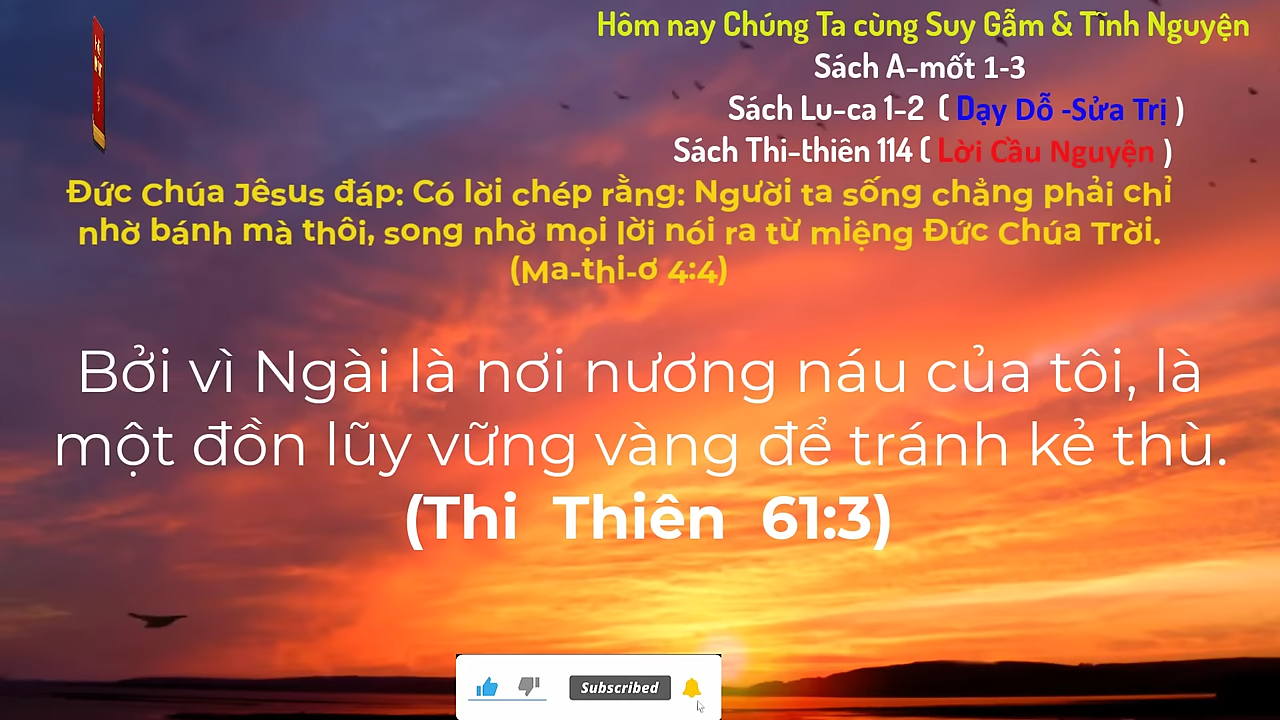 Hôm nay Chúng Ta cùng Suy Gẫm & Tĩnh Nguyện
Sách A-mốt 1-3
Sách Lu-ca 1-2 ( Dạy Dỗ -Sửa Trị )
Sách Thi-thiên 114 ( Lời Cầu Nguyện )
Đức Chúa Jêsus đáp: Có lời chép rằng: Người ta sống chẳng phải chỉ
nhờ bánh mà thôi, song nhờ mọi lời nói ra từ miệng Đức Chúa Trời.
(Ma-thi-ơ 4:4)
Bởi vì Ngài là nơi nương náu của tôi, là
một đồn lũy vững vàng để tránh kẻ thù.
(Thi Thiên 61:3)
Subscribed